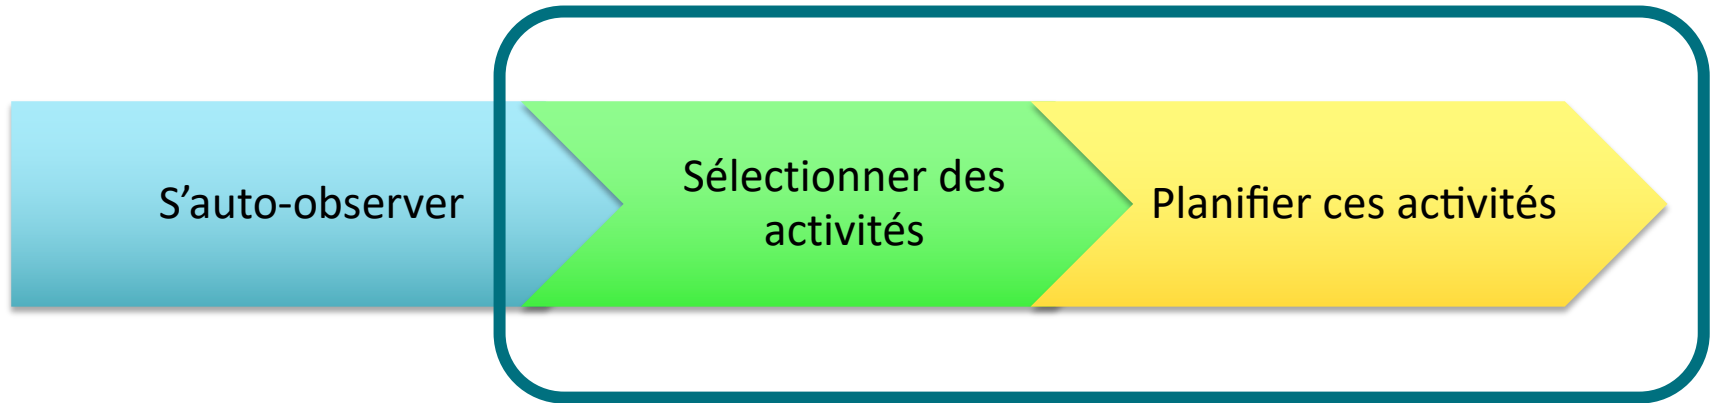 S’auto-observer
Sélectionner des
activités
Planifier ces activités